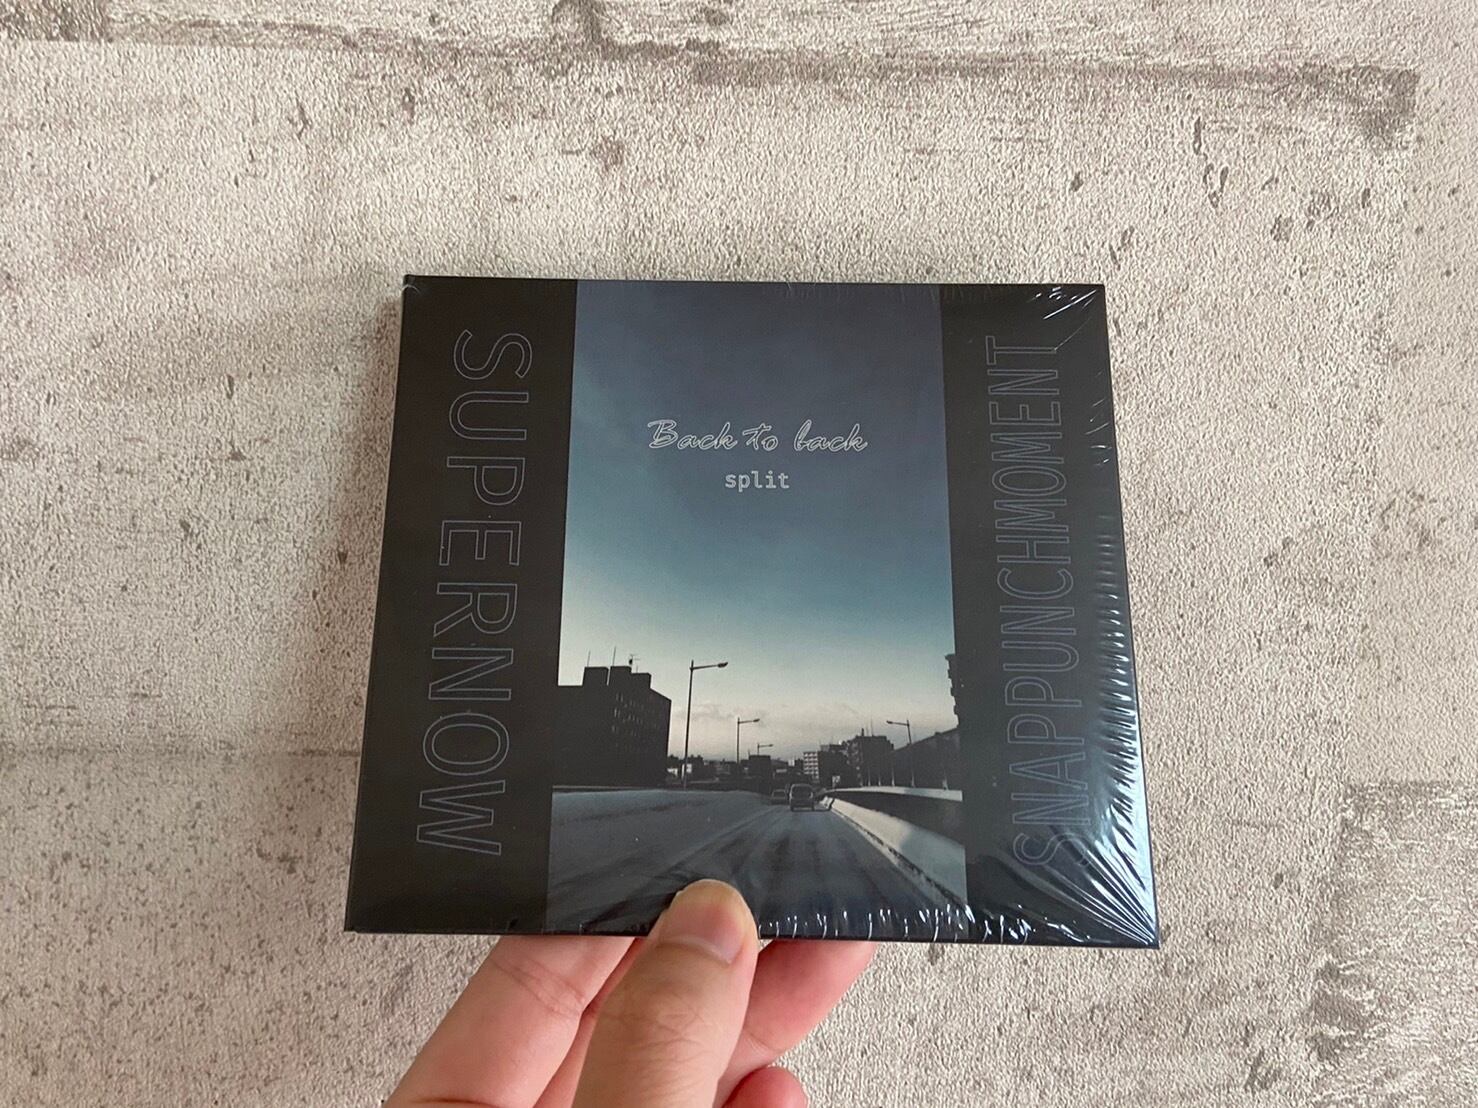 SUPERNOW
Back to back
split
SNAPPUNCHMOMENT